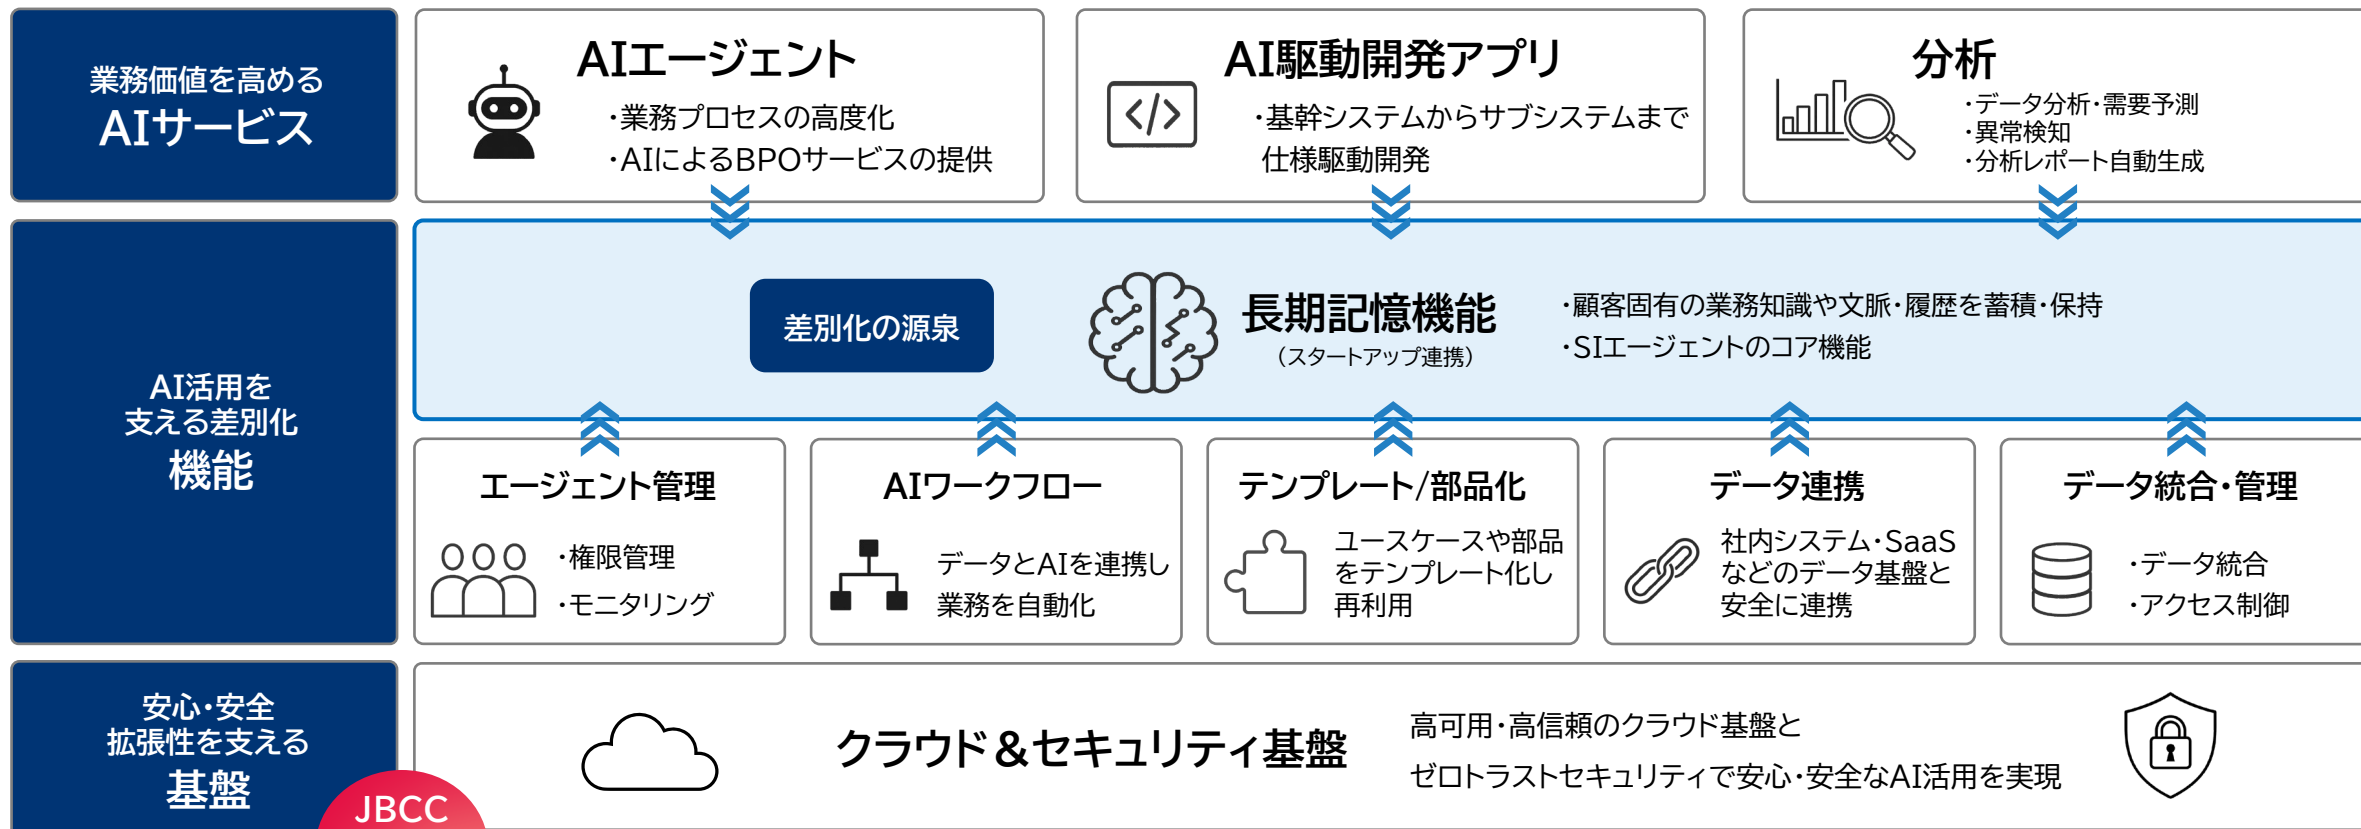 業務価値を高める
AIサービス
AIエージェント
・業務プロセスの高度化
・AIによるBPOサービスの提供
AI駆動開発アプリ
</>
・基幹システムからサブシステムまで
仕様駆動開発
分析
・データ分析・需要予測
・異常検知
・分析レポート自動生成
AI活用を
支える差別化
機能
差別化の源泉
長期記憶機能
（スタートアップ連携）
・顧客固有の業務知識や文脈・履歴を蓄積・保持
・SIエージェントのコア機能
エージェント管理
・権限管理
・モニタリング
AIワークフロー
データとAIを連携し
業務を自動化
テンプレート/部品化
ユースケースや部品
をテンプレート化し
再利用
データ連携
社内システム・SaaS
などのデータ基盤と
安全に連携
データ統合・管理
・データ統合
・アクセス制御
安心・安全
拡張性を支える
基盤
JBCC
クラウド＆セキュリティ基盤
高可用・高信頼のクラウド基盤と
ゼロトラストセキュリティで安心・安全なAI活用を実現